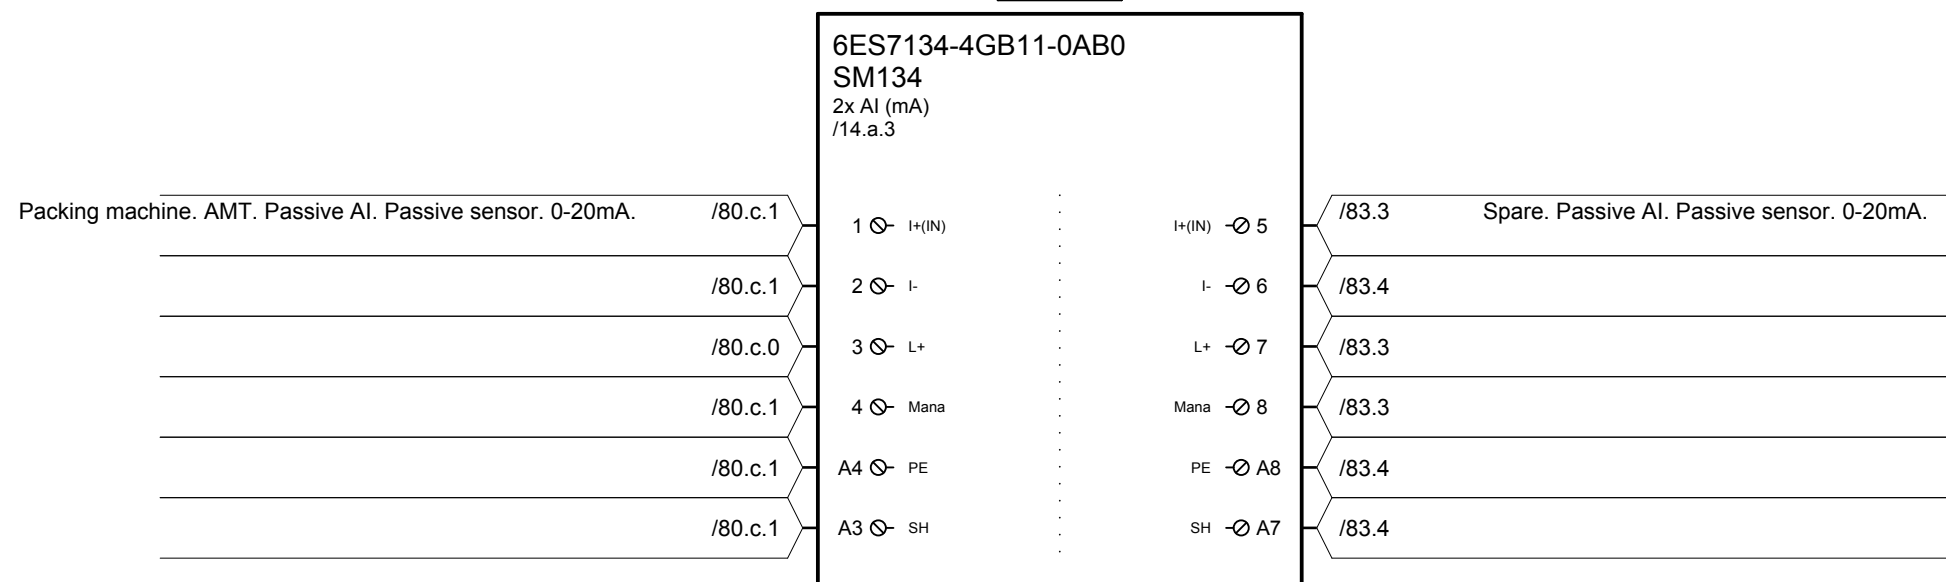 6ES7134-4GB11-0AB0
SM134
2x AI (mA)
/14.a.3
Packing machine. AMT. Passive AI. Passive sensor. 0-20mA. /80.c.1 1 I+(IN) I+(IN) 5 /83.3 Spare. Passive AI. Passive sensor. 0-20mA.
/80.c.1 2 I- I- 6 /83.4
/80.c.0 3 L+ L+ 7 /83.3
/80.c.1 4 Mana Mana 8 /83.3
/80.c.1 A4 PE PE A8 /83.4
/80.c.1 A3 SH SH A7 /83.4